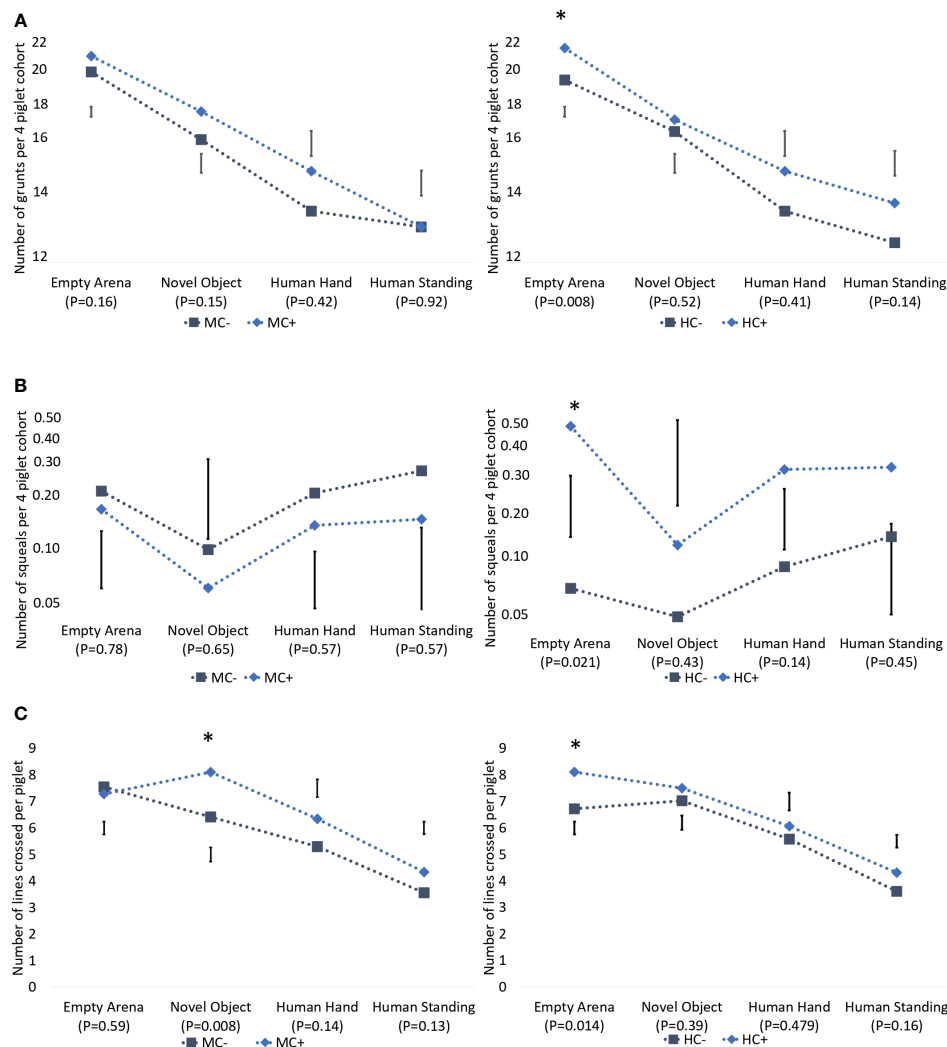 A
Number of grunts per 4 piglet cohort
22
20
18
16
14
12
Empty Arena Novel Object Human Hand Human Standing
(P=0.16) (P=0.15) (P=0.42) (P=0.92)
MC- MC+
*
Number of grunts per 4 piglet cohort
22
20
18
16
14
12
Empty Arena Novel Object Human Hand Human Standing
(P=0.008) (P=0.52) (P=0.41) (P=0.14)
HC- HC+
B
Number of squeals per 4 piglet cohort
0.50
0.40
0.30
0.20
0.10
0.05
Empty Arena Novel Object Human Hand Human Standing
(P=0.78) (P=0.65) (P=0.57) (P=0.57)
MC- MC+
*
Number of squeals per 4 piglet cohort
0.50
0.40
0.30
0.20
0.10
0.05
Empty Arena Novel Object Human Hand Human Standing
(P=0.021) (P=0.43) (P=0.14) (P=0.45)
HC- HC+
C
*
Number of lines crossed per piglet
9
8
7
6
5
4
3
2
1
0
Empty Arena Novel Object Human Hand Human Standing
(P=0.59) (P=0.008) (P=0.14) (P=0.13)
MC- MC+
*
Number of lines crossed per piglet
9
8
7
6
5
4
3
2
1
0
Empty Arena Novel Object Human Hand Human Standing
(P=0.014) (P=0.39) (P=0.479) (P=0.16)
HC- HC+